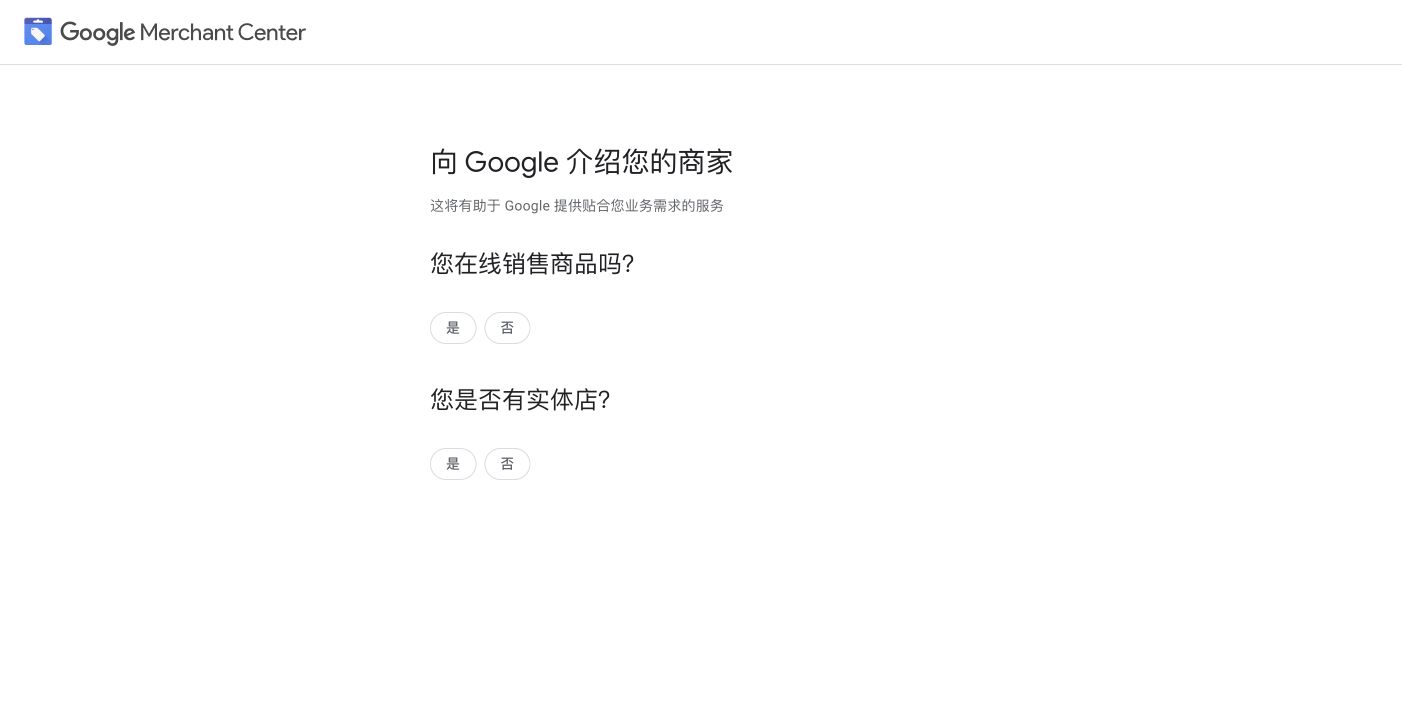 Google Merchant Center
向 Google 介绍您的商家
这将有助于 Google 提供贴合您业务需求的服务
您在线销售商品吗?
是 否
您是否有实体店?
是 否